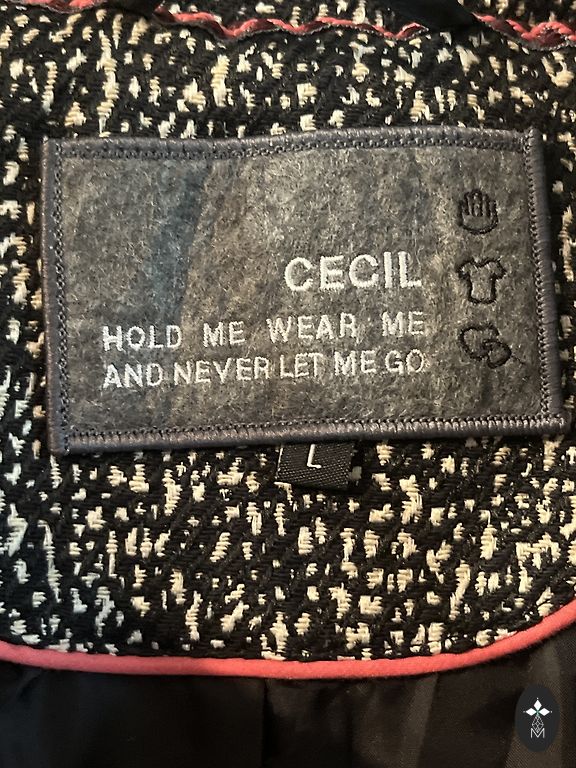 CECIL
HOLD ME WEAR ME
AND NEVER LET ME GO
L
M